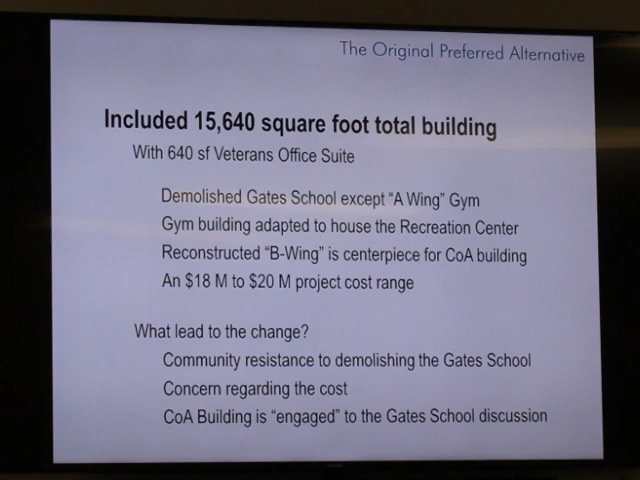 The Original Preferred Alternative
Included 15,640 square foot total building
With 640 sf Veterans Office Suite
Demolished Gates School except “A Wing” Gym
Gym building adapted to house the Recreation Center
Reconstructed “B-Wing” is centerpiece for CoA building
An $18 M to $20 M project cost range
What lead to the change?
Community resistance to demolishing the Gates School
Concern regarding the cost
CoA Building is “engaged” to the Gates School discussion